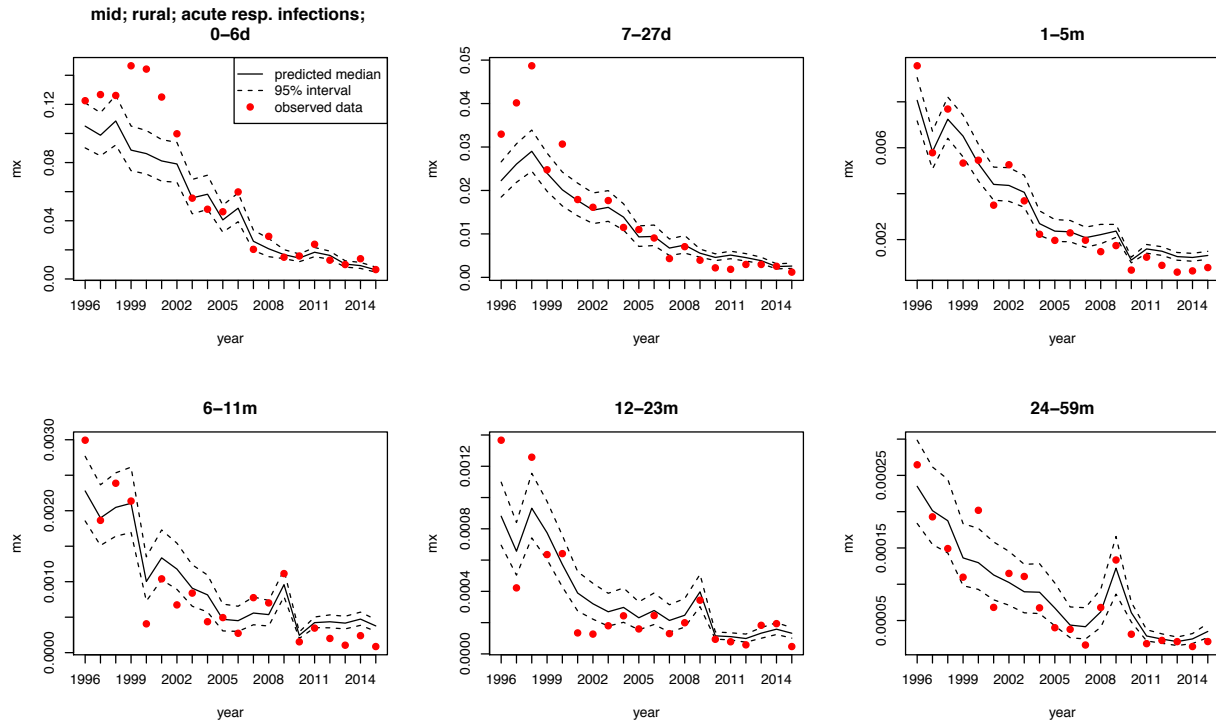 mid; rural; acute resp. infections;
0–6d
mx
0.00 0.04 0.08 0.12
predicted median
95% interval
observed data
1996 1999 2002 2005 2008 2011 2014
year
7–27d
mx
0.00 0.01 0.02 0.03 0.04 0.05
1996 1999 2002 2005 2008 2011 2014
year
1–5m
mx
0.002 0.006
1996 1999 2002 2005 2008 2011 2014
year
6–11m
mx
0.0000 0.0010 0.0020 0.0030
1996 1999 2002 2005 2008 2011 2014
year
12–23m
mx
0.0000 0.0004 0.0008 0.0012
1996 1999 2002 2005 2008 2011 2014
year
24–59m
mx
0.00005 0.00015 0.00025
1996 1999 2002 2005 2008 2011 2014
year